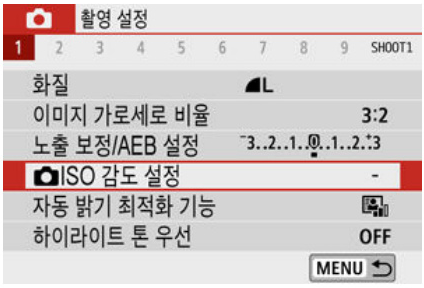 촬영 설정
1 2 3 4 5 6 7 8 9 SHOOT1
화질 L
이미지 가로세로 비율 3:2
노출 보정/AEB 설정 -3..2..1..0..1..2.+3
ISO 감도 설정 -
자동 밝기 최적화 기능
하이라이트 톤 우선 OFF
MENU